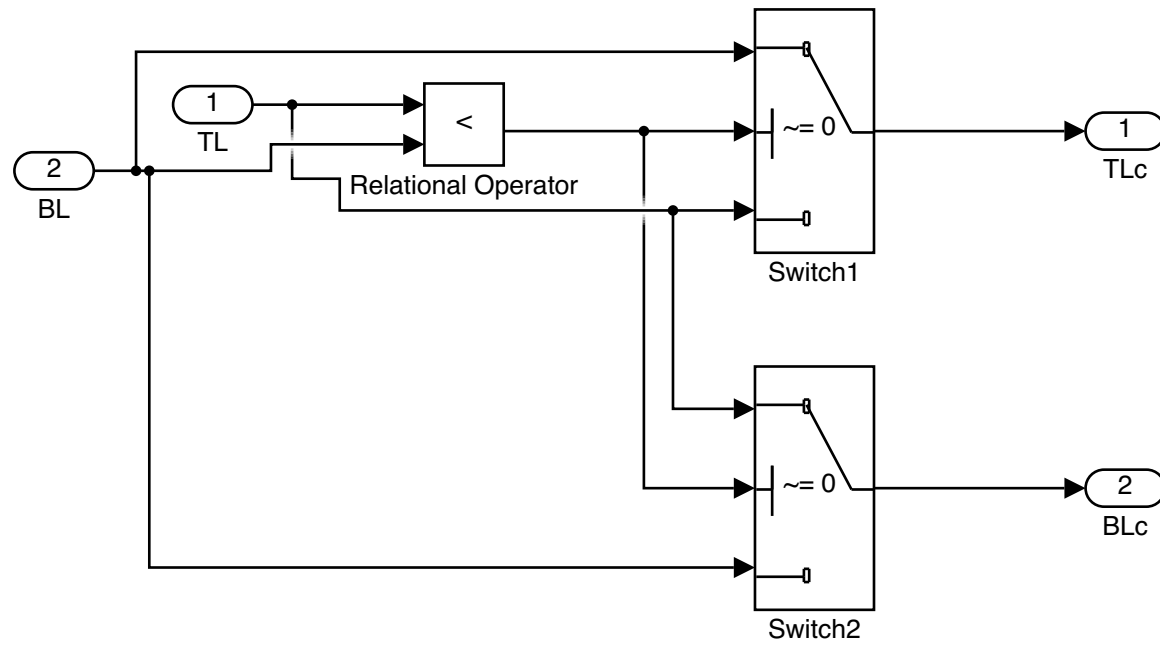 1
TL
2
BL
<
Relational Operator
~= 0
Switch1
1
TLc
~= 0
Switch2
2
BLc